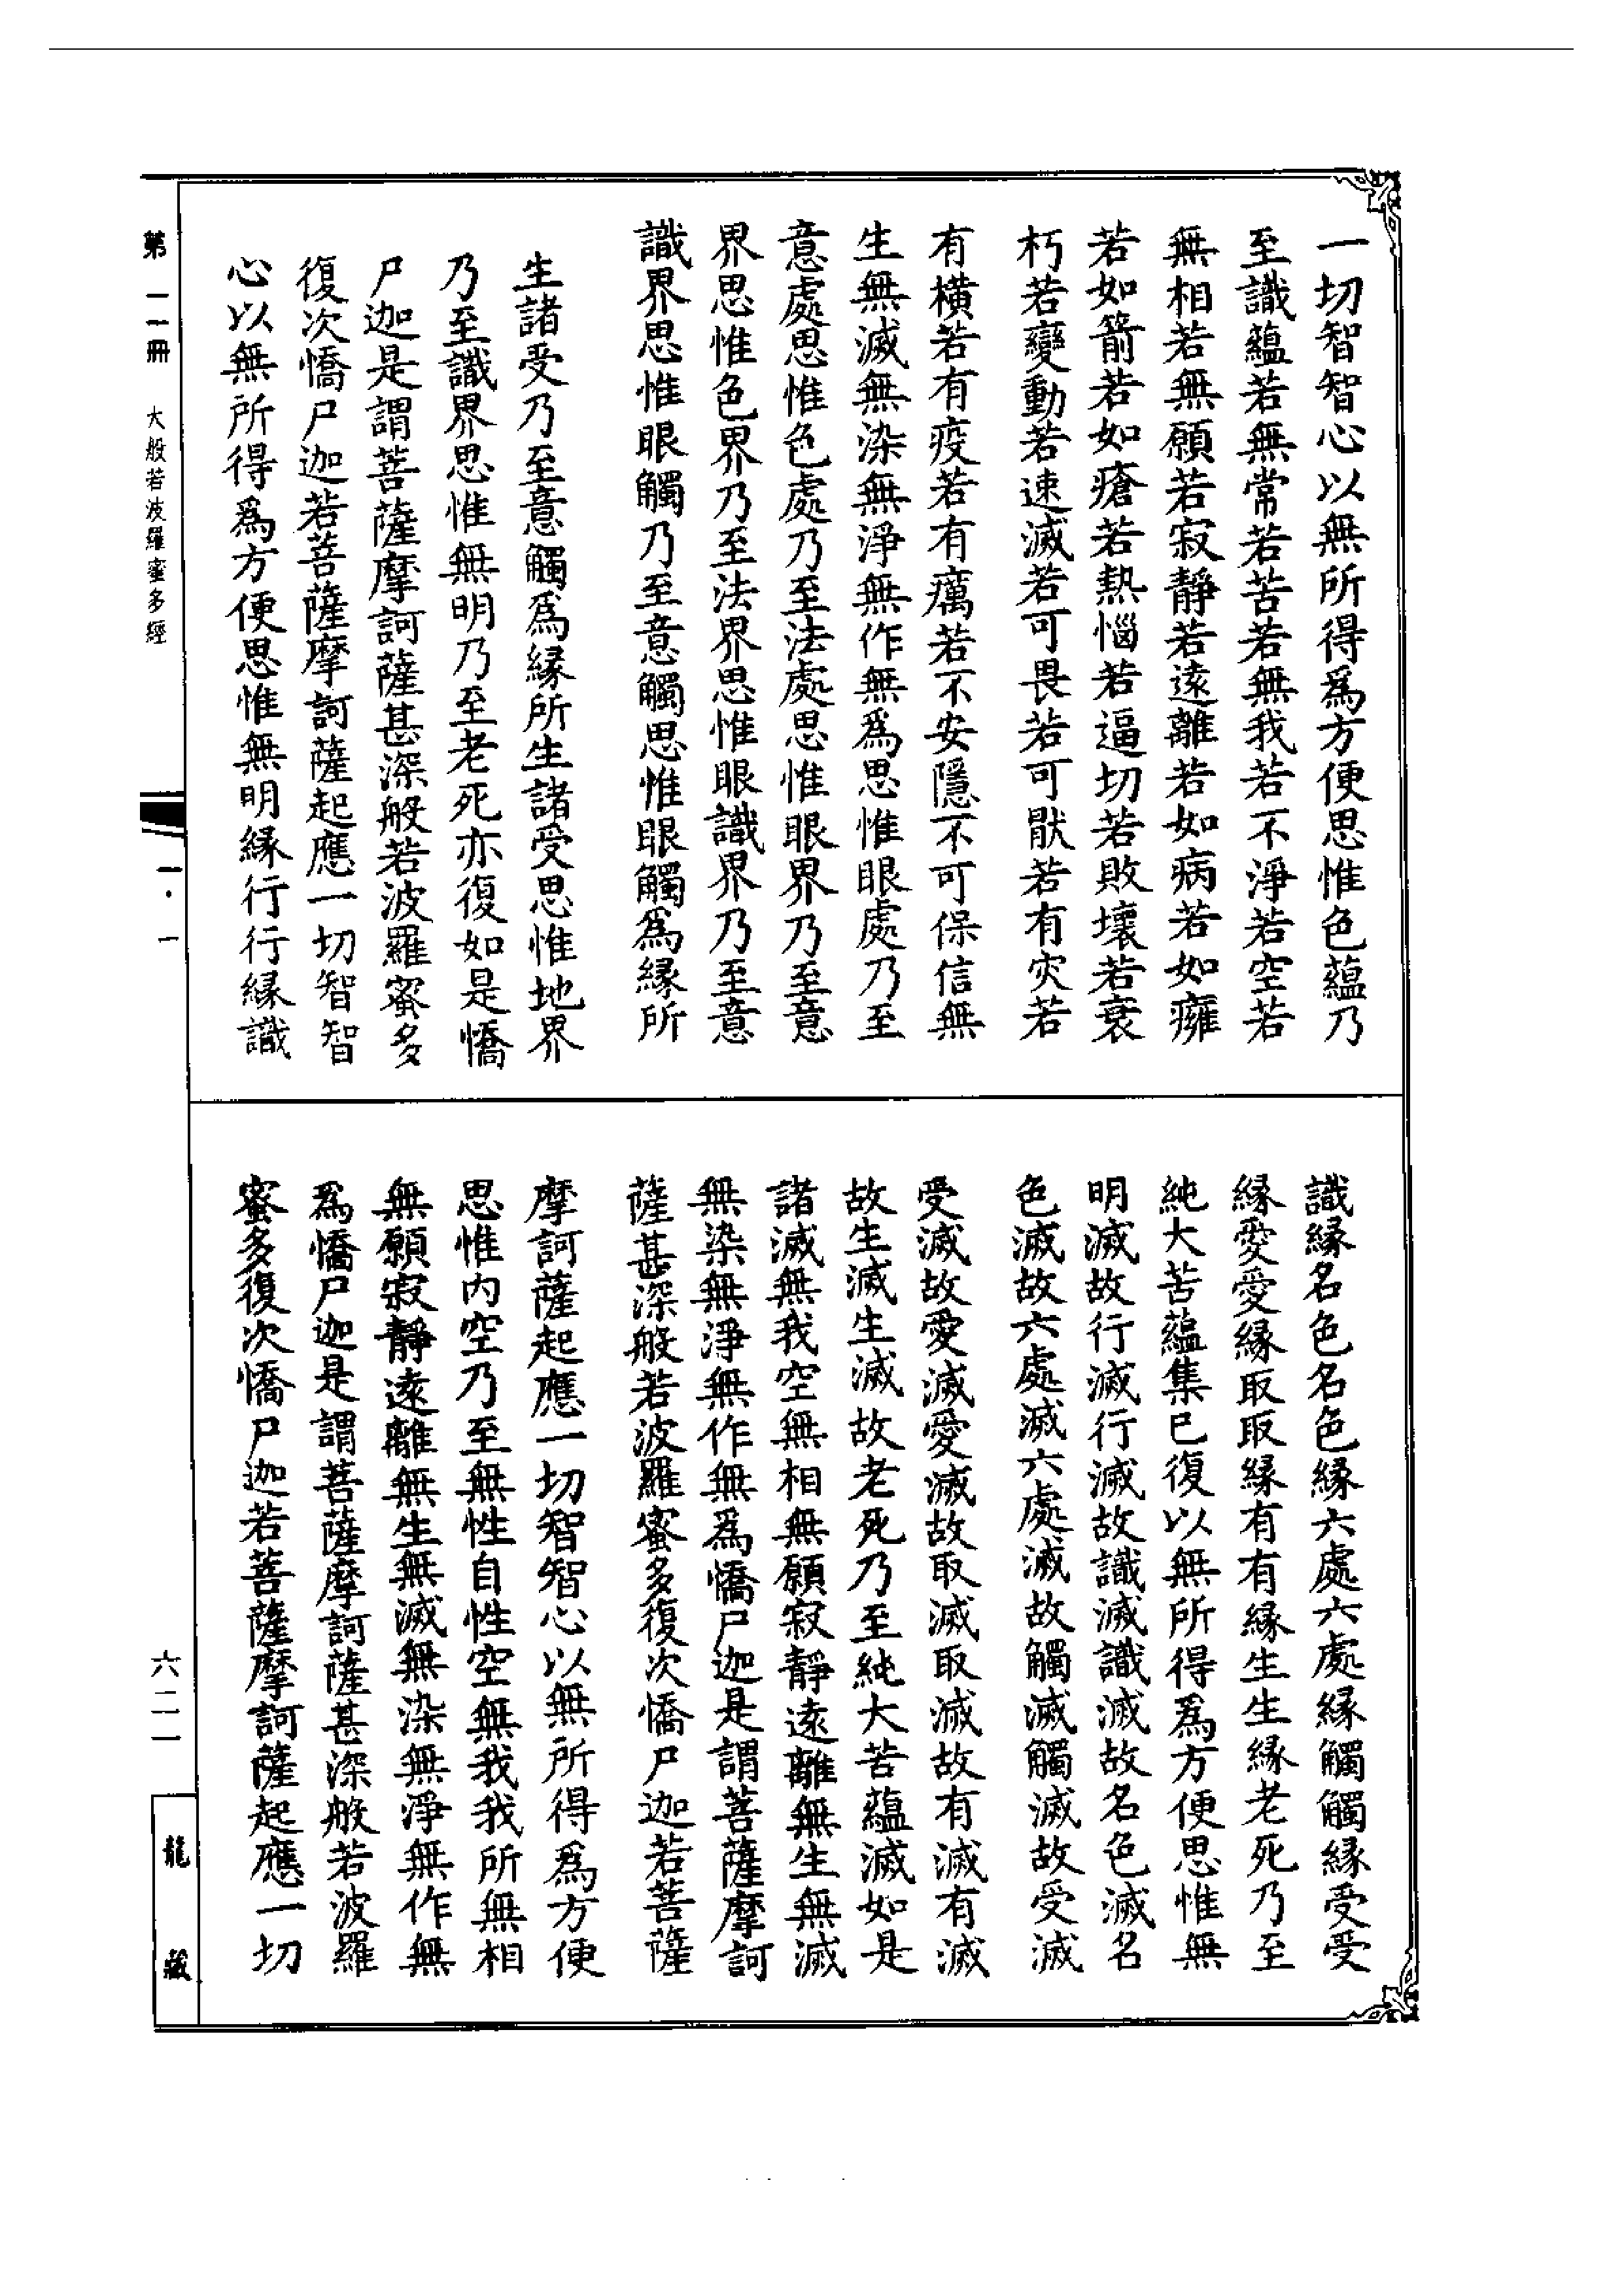 一切智智心以無所得爲方便思惟色蘊乃
至識蘊若無常若苦若無我若不淨若空若
無相若無願若寂靜若遠離若如病若如癰
若如箭若如瘡若熱惱若逼切若敗壞若衰
朽若變動若速滅若可畏若可猒若有災若
有橫若有疫若有癘若不安隱不可保信無
生無滅無染無淨無作無爲思惟眼處乃至
意處思惟色處乃至法處思惟眼界乃至意
界思惟色界乃至法界思惟眼識界乃至意
識界思惟眼觸乃至意觸思惟眼觸爲緣所
生諸受乃至意觸爲緣所生諸受思惟地界
乃至識界思惟無明乃至老死亦復如是憍
尸迦是謂菩薩摩訶薩甚深般若波羅蜜多
復次憍尸迦若菩薩摩訶薩起應一切智智
心以無所得爲方便思惟無明緣行行緣識
識緣名色名色緣六處六處緣觸觸緣受受
緣愛愛緣取取緣有有緣生生緣老死乃至
純大苦蘊集已復以無所得爲方便思惟無
明滅故行滅行滅故識滅識滅故名色滅名
色滅故六處滅六處滅故觸滅觸滅故受滅
受滅故愛滅愛滅故取滅取滅故有滅有滅
故生滅生滅故老死乃至純大苦蘊滅如是
諸滅無我空無相無願寂靜遠離無生無滅
無染無淨無作無爲憍尸迦是謂菩薩摩訶
薩甚深般若波羅蜜多復次憍尸迦若菩薩
摩訶薩起應一切智智心以無所得爲方便
思惟內空乃至無性自性空無我我所無相
無願寂靜遠離無生無滅無染無淨無作無
爲憍尸迦是謂菩薩摩訶薩甚深般若波羅
蜜多復次憍尸迦若菩薩摩訶薩起應一切
第二冊 大般若波羅蜜多經
一·一
六二一
龍藏